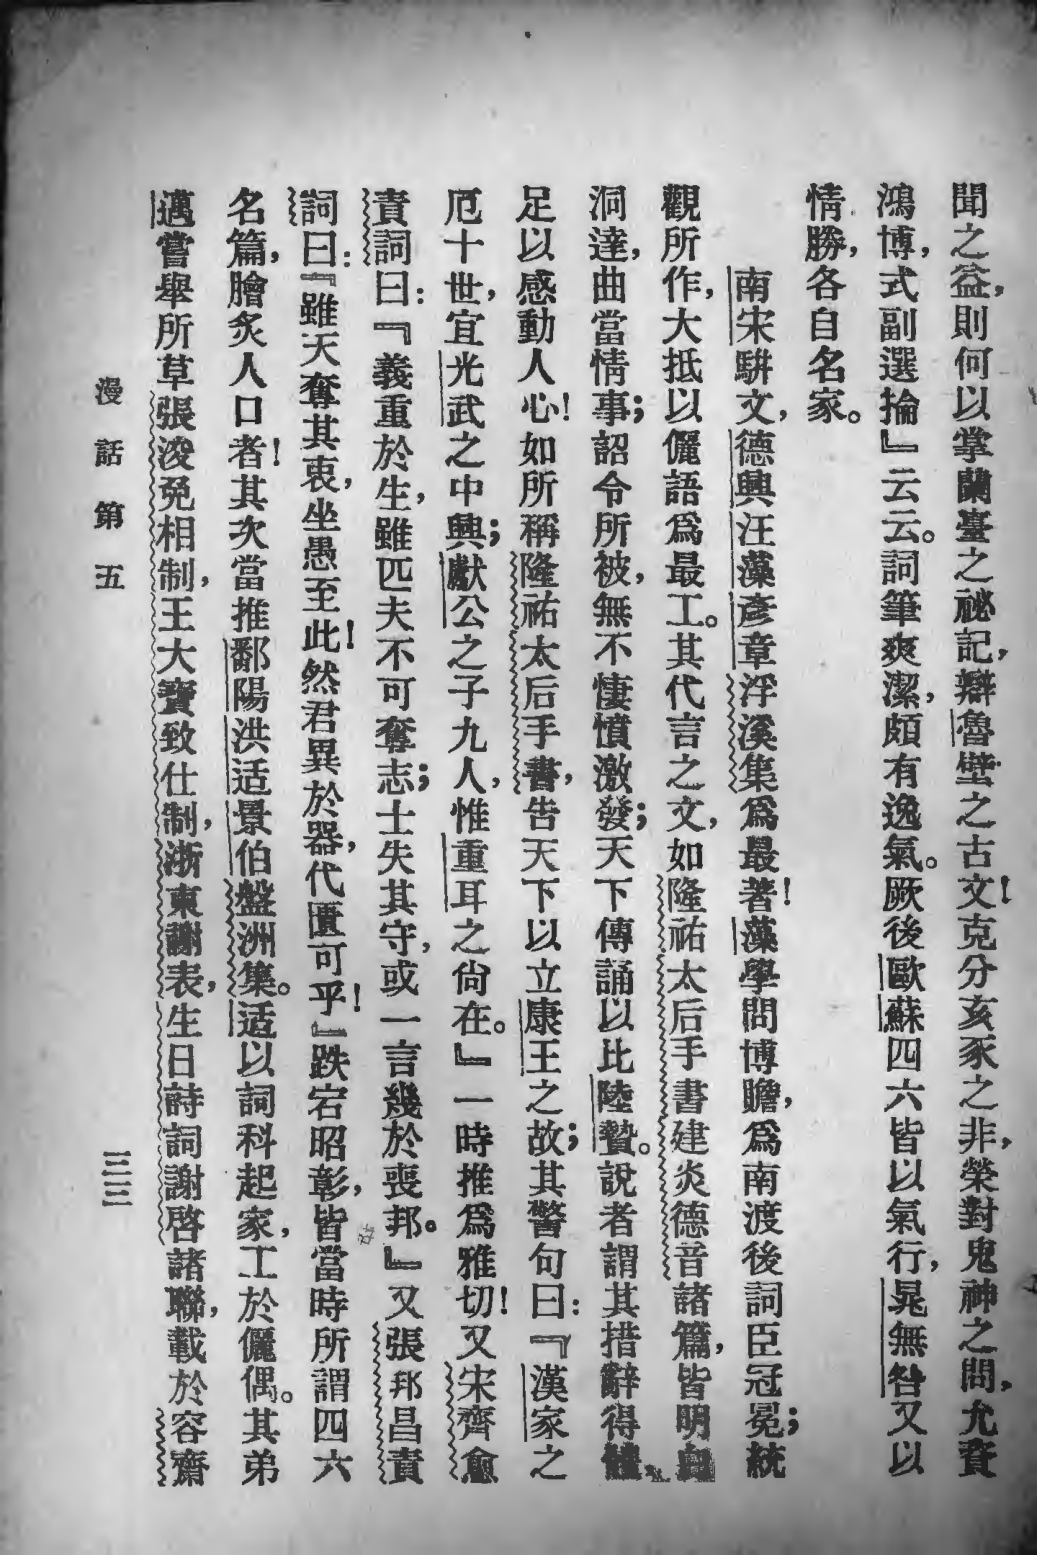 聞之益，則何以掌蘭臺之祕記，辯魯壁之古文！克分亥豕之非，榮對鬼神之問，允資
鴻博，式副選掄』云云。詞筆爽潔，頗有逸氣。厥後歐蘇四六皆以氣行，晁無咎又以
情勝，各自名家。
南宋騈文，德興汪藻彥章浮溪集爲最著！藻學問博贍，爲南渡後詞臣冠冕；統
觀所作，大抵以儷語爲最工。其代言之文，如隆祐太后手書建炎德音諸篇，皆明白
洞達，曲當情事；詔令所被，無不悽憤激發；天下傳誦以比陸贄。說者謂其措辭得體，
足以感動人心！如所稱隆祐太后手書，告天下以立康王之故；其警句曰：『漢家之
厄十世，宜光武之中興；獻公之子九人，惟重耳之尙在。』一時推爲雅切！又宋齊愈
責詞曰：『義重於生，雖匹夫不可奪志；士失其守，或一言幾於喪邦。』又張邦昌責
詞曰：『雖天奪其衷，坐愚至此！然君異於器，代匱可乎！』跌宕昭彰，皆當時所謂四六
名篇，膾炙人口者！其次當推鄱陽洪适景伯盤洲集。适以詞科起家，工於儷偶。其弟
邁嘗舉所草張浚免相制，王大寶致仕制，浙東謝表，生日詩詞謝啓諸聯，載於容齋
漫話第五
三三